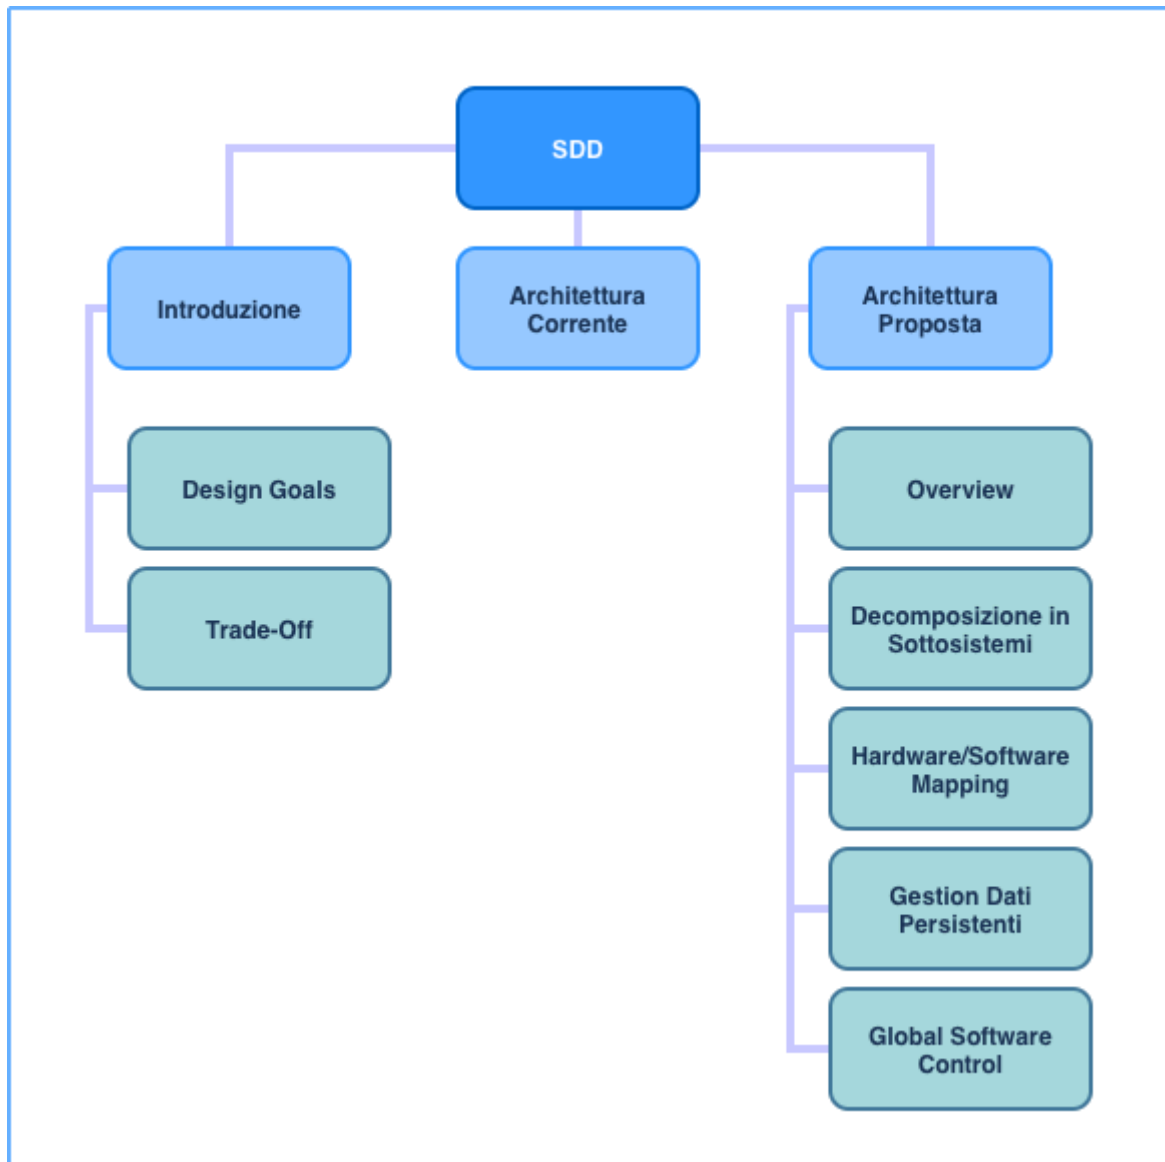 SDD
Introduzione
Architettura
Corrente
Architettura
Proposta
Design Goals
Trade-Off
Overview
Decomposizione in
Sottosistemi
Hardware/Software
Mapping
Gestion Dati
Persistenti
Global Software
Control